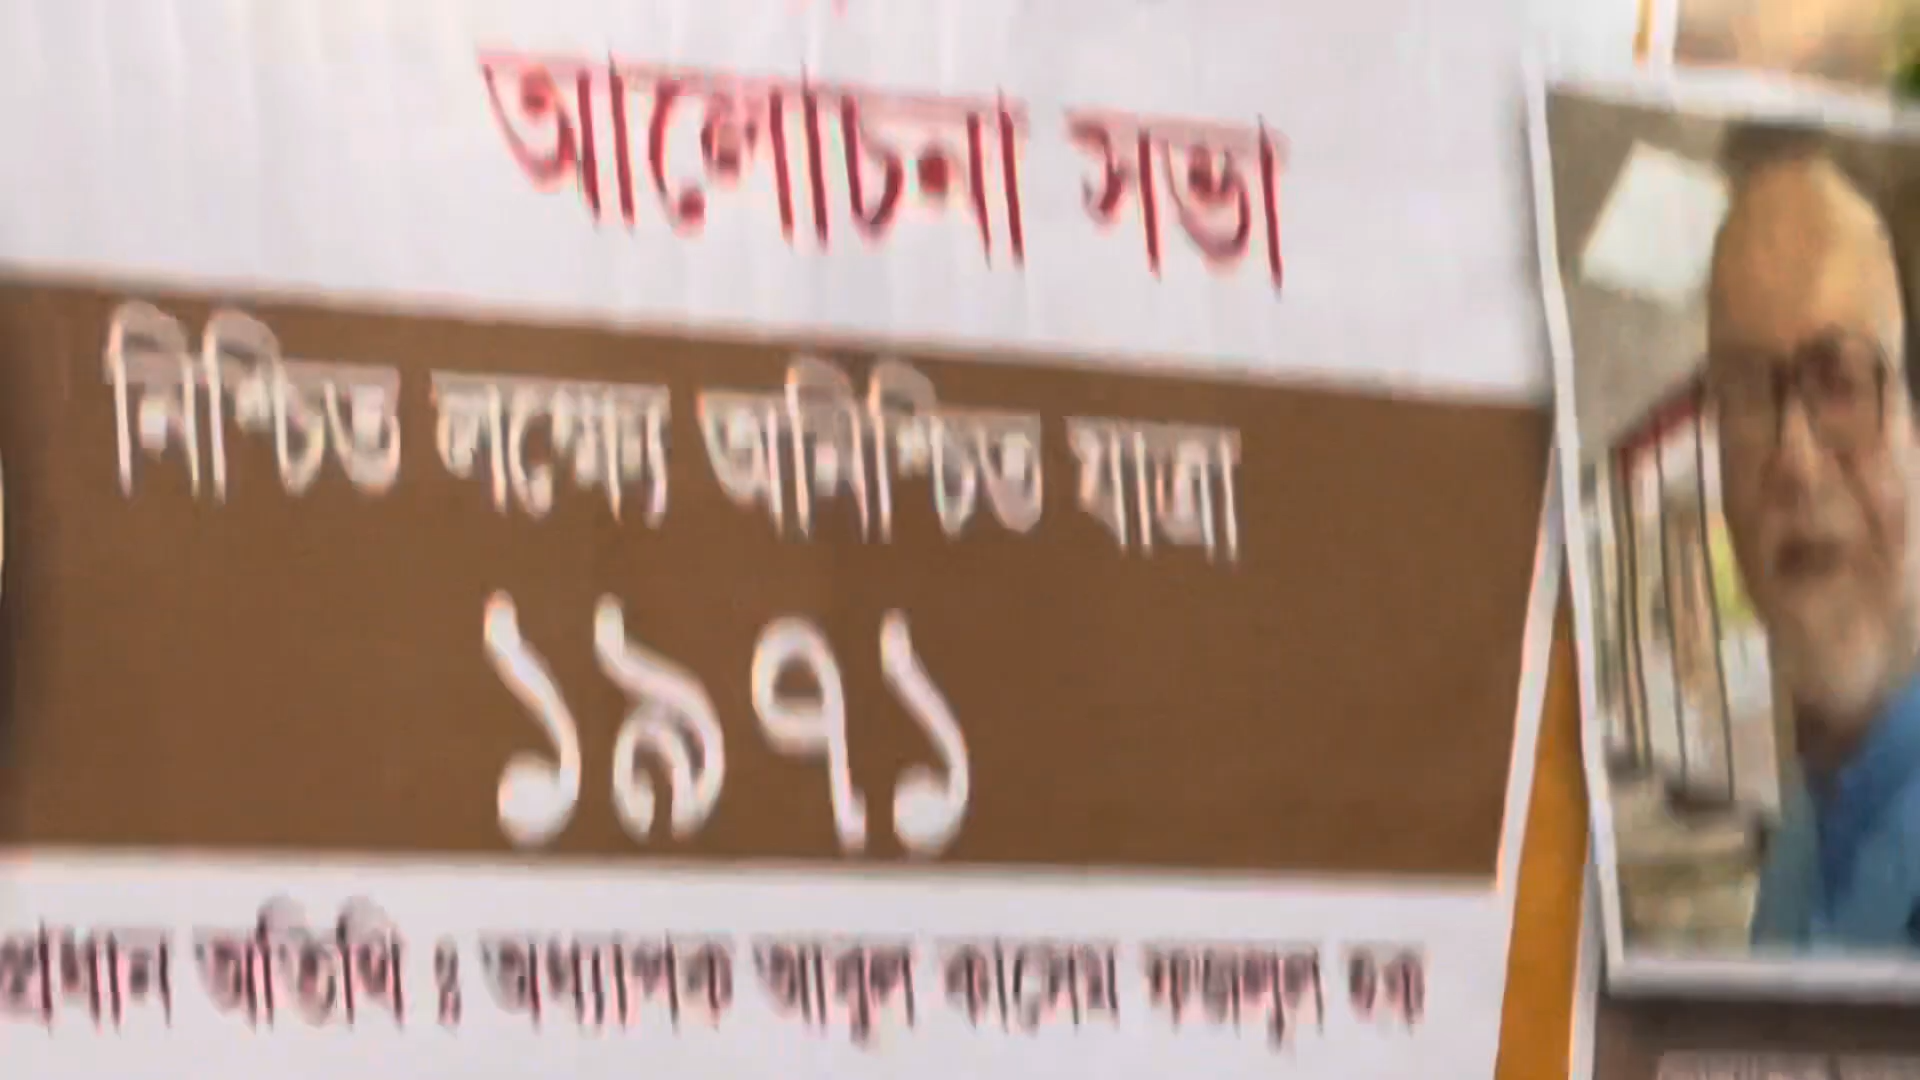 আলোচনা সভা
নিশ্চিত লক্ষ্যে অনিশ্চিত যাত্রা
১৯৭১
প্রধান অতিথি ঃ অধ্যাপক আবুল কাসেম ফজলুল হক